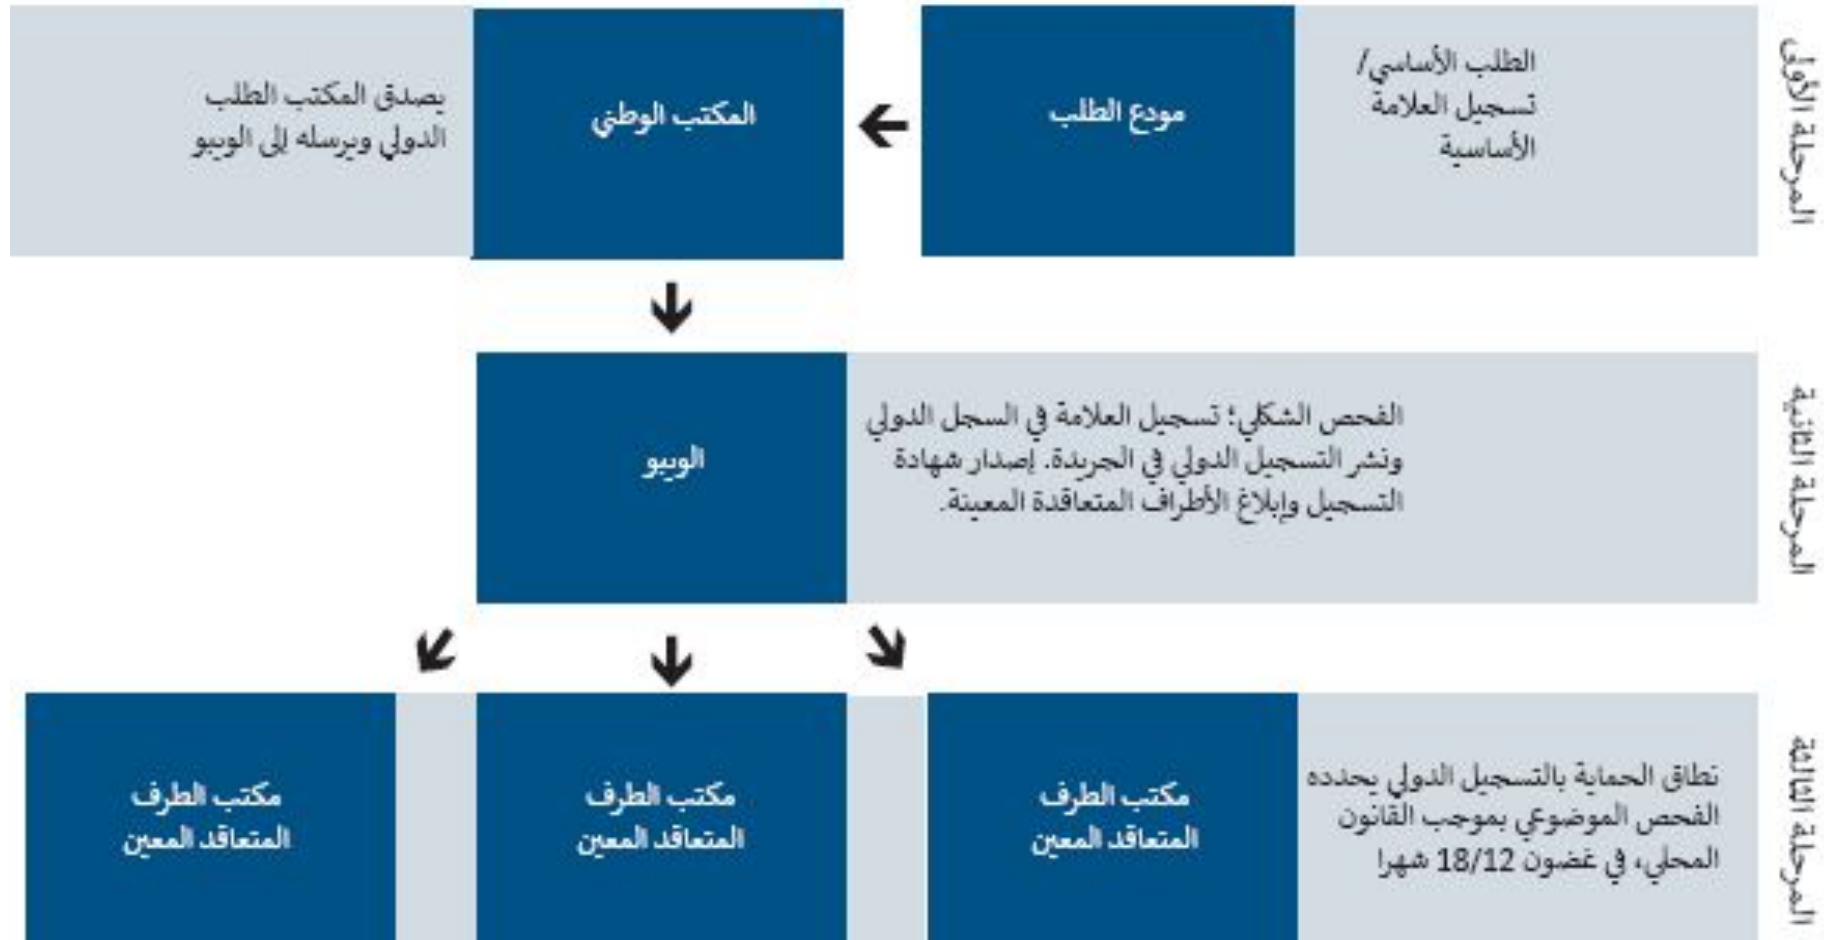 المرحلة الأولى
الطلب الأساسي/
تسجيل العلامة
الأساسية
مودع الطلب
المكتب الوطني
يصدق المكتب الطلب
الدولي ويرسله إلى الويبو
المرحلة الثانية
الفحص الشكلي؛ تسجيل العلامة في السجل الدولي
ونشر التسجيل الدولي في الجريدة. إصدار شهادة
التسجيل وإبلاغ الأطراف المتعاقدة المعينة.
الويبو
المرحلة الثالثة
نطاق الحماية بالتسجيل الدولي يحدده
الفحص الموضوعي بموجب القانون
المحلي، في غضون 18/12 شهرا
مكتب الطرف
المتعاقد المعين
مكتب الطرف
المتعاقد المعين
مكتب الطرف
المتعاقد المعين